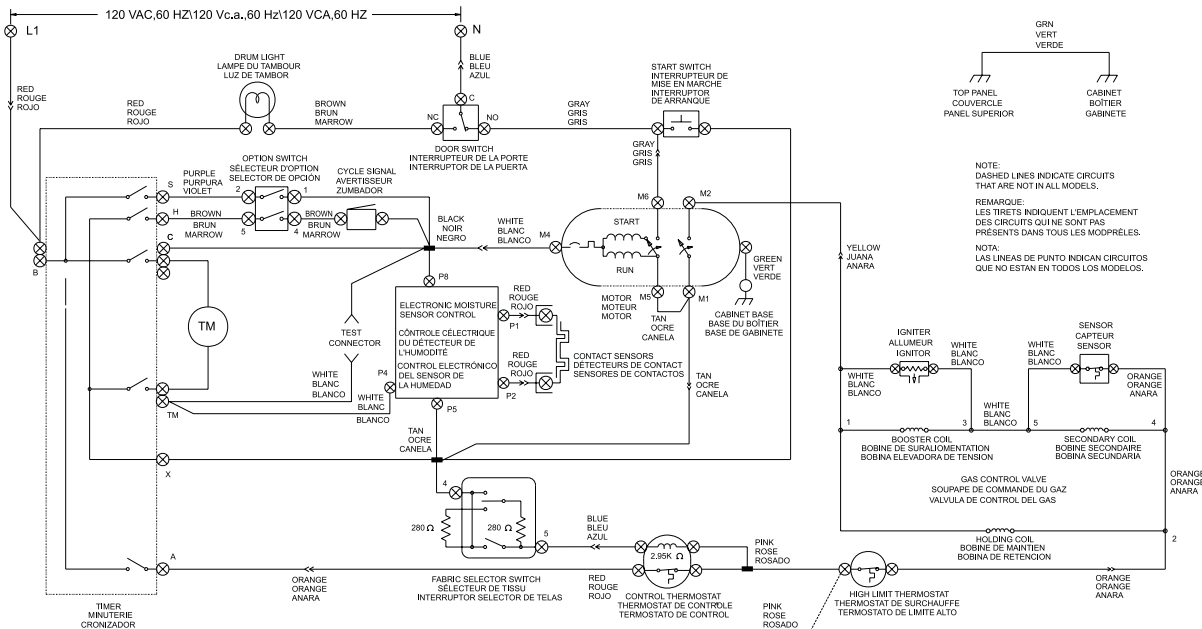 120 VAC,60 HZ\120 Vc.a.,60 Hz\120 VCA,60 HZ
L1
N
GRN
VERT
VERDE
TOP PANEL
COUVERCLE
PANEL SUPERIOR
CABINET
BOÎTIER
GABINETE
RED
ROUGE
ROJO
DRUM LIGHT
LAMPE DU TAMBOUR
LUZ DE TAMBOR
RED
ROUGE
ROJO
BROWN
BRUN
MARROW
BLUE
BLEU
AZUL
C
NC
NO
DOOR SWITCH
INTERRUPTEUR DE LA PORTE
INTERRUPTOR DE LA PUERTA
GRAY
GRIS
GRIS
START SWITCH
INTERRUPTEUR DE
MISE EN MARCHE
INTERRUPTOR
DE ARRANQUE
GRAY
GRIS
GRIS
NOTE:
DASHED LINES INDICATE CIRCUITS
THAT ARE NOT IN ALL MODELS.
REMARQUE:
LES TIRETS INDIQUENT L'EMPLACEMENT
DES CIRCUITS QUI NE SONT PAS
PRÉSENTS DANS TOUS LES MODPRÈLES.
NOTA:
LAS LINEAS DE PUNTO INDICAN CIRCUITOS
QUE NO ESTAN EN TODOS LOS MODELOS.
S
PURPLE
PURPURA
VIOLET
OPTION SWITCH
SÉLECTEUR D'OPTION
SELECTOR DE OPCIÓN
2
1
CYCLE SIGNAL
AVERTISSEUR
ZUMBADOR
H
BROWN
BRUN
MARROW
5
4
BROWN
BRUN
MARROW
BLACK
NOIR
NEGRO
C
B
WHITE
BLANC
BLANCO
M4
M6
M2
START
RUN
M5
M1
MOTOR
MOTEUR
MOTOR
TAN
OCRE
CANELA
GREEN
VERT
VERDE
CABINET BASE
BASE DU BOÎTIER
BASE DE GABINETE
YELLOW
JUANA
ANARA
TM
TEST
CONNECTOR
P8
ELECTRONIC MOISTURE
SENSOR CONTROL
CÔNTROLE CÉLECTRIQUE
DU DÉTECTEUR DE
L'HUMODITÉ
CONTROL ELECTRÓNICO
DEL SENSOR DE
LA HUMEDAD
RED
ROUGE
ROJO
P1
RED
ROUGE
ROJO
P2
CONTACT SENSORS
DÉTECTEURS DE CONTACT
SENSORES DE CONTACTOS
TAN
OCRE
CANELA
WHITE
BLANC
BLANCO
P4
WHITE
BLANC
BLANCO
TM
P5
TAN
OCRE
CANELA
X
IGNITER
ALLUMEUR
IGNITOR
WHITE
BLANC
BLANCO
WHITE
BLANC
BLANCO
WHITE
BLANC
BLANCO
SENSOR
CAPTEUR
SENSOR
WHITE
BLANC
BLANCO
ORANGE
ORANGE
ANARA
1
3
5
4
BOOSTER COIL
BOBINE DE SURALIOMENTATION
BOBINA ELEVADORA DE TENSION
SECONDARY COIL
BOBINE SECONDAIRE
BOBINA SECUNDARIA
GAS CONTROL VALVE
SOUPAPE DE COMMANDE DU GAZ
VALVULA DE CONTROL DEL GAS
ORANGE
ORANGE
ANARA
HOLDING COIL
BOBINE DE MAINTIEN
BOBINA DE RETENCION
2
4
280 Ω
280 Ω
5
FABRIC SELECTOR SWITCH
SÉLECTEUR DE TISSU
INTERRUPTOR SELECTOR DE TELAS
BLUE
BLEU
AZUL
RED
ROUGE
ROJO
2.95K Ω
CONTROL THERMOSTAT
THERMOSTAT DE CONTRÔLE
TERMOSTATO DE CONTROL
PINK
ROSE
ROSADO
PINK
ROSE
ROSADO
HIGH LIMIT THERMOSTAT
THERMOSTAT DE SURCHAUFFE
TERMOSTATO DE LIMITE ALTO
ORANGE
ORANGE
ANARA
A
ORANGE
ORANGE
ANARA
TIMER
MINUTERIE
CRONIZADOR